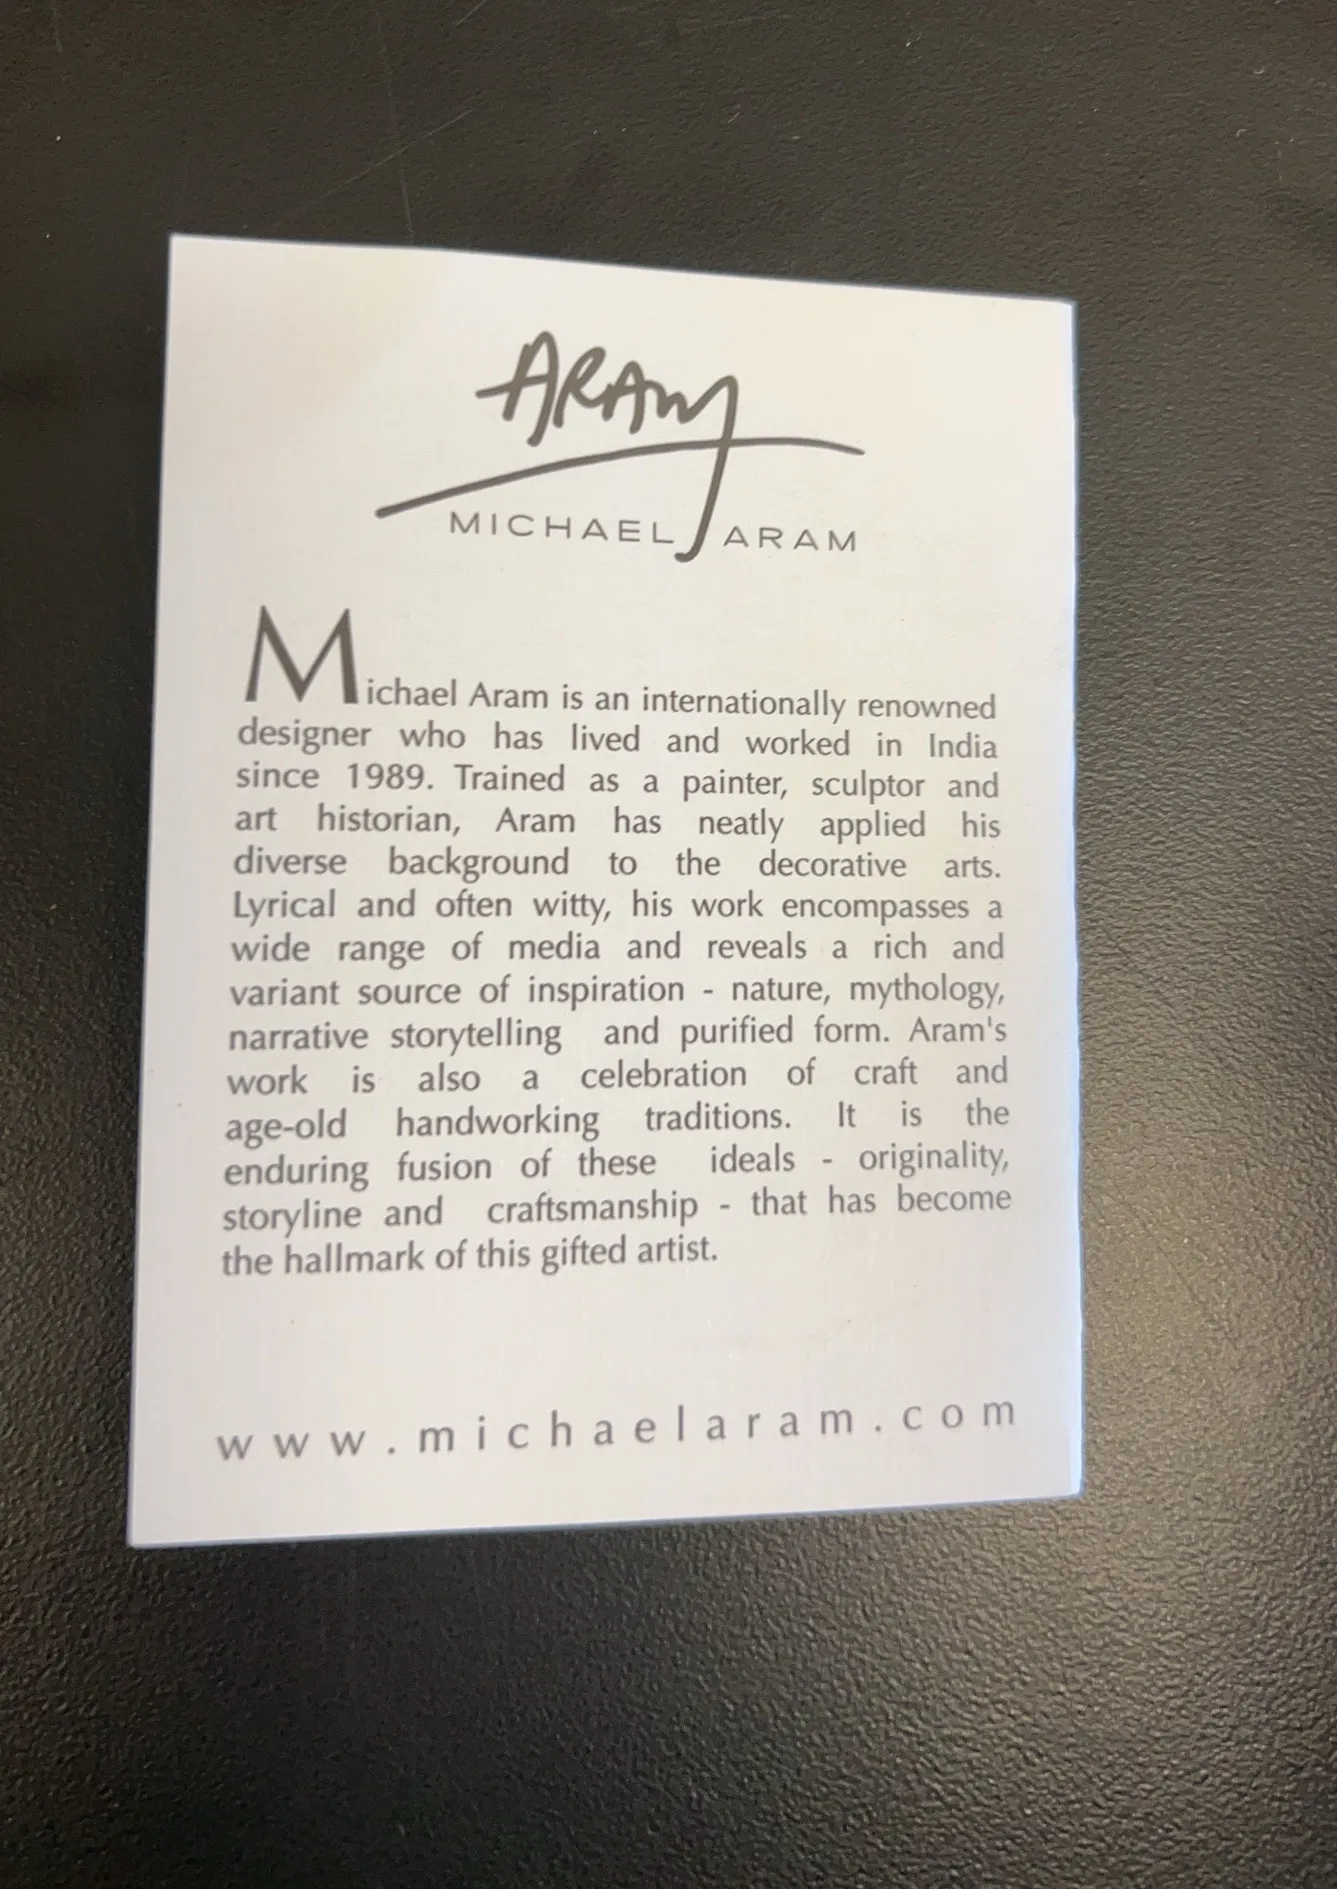 ARAM
MICHAEL ARAM
Michael Aram is an internationally renowned
designer who has lived and worked in India
since 1989. Trained as a painter, sculptor and
art historian, Aram has neatly applied his
diverse background to the decorative arts.
Lyrical and often witty, his work encompasses a
wide range of media and reveals a rich and
variant source of inspiration - nature, mythology,
narrative storytelling and purified form. Aram's
work is also a celebration of craft and
age-old handworking traditions. It is the
enduring fusion of these ideals - originality,
storyline and craftsmanship - that has become
the hallmark of this gifted artist.
www.michaelaram.com